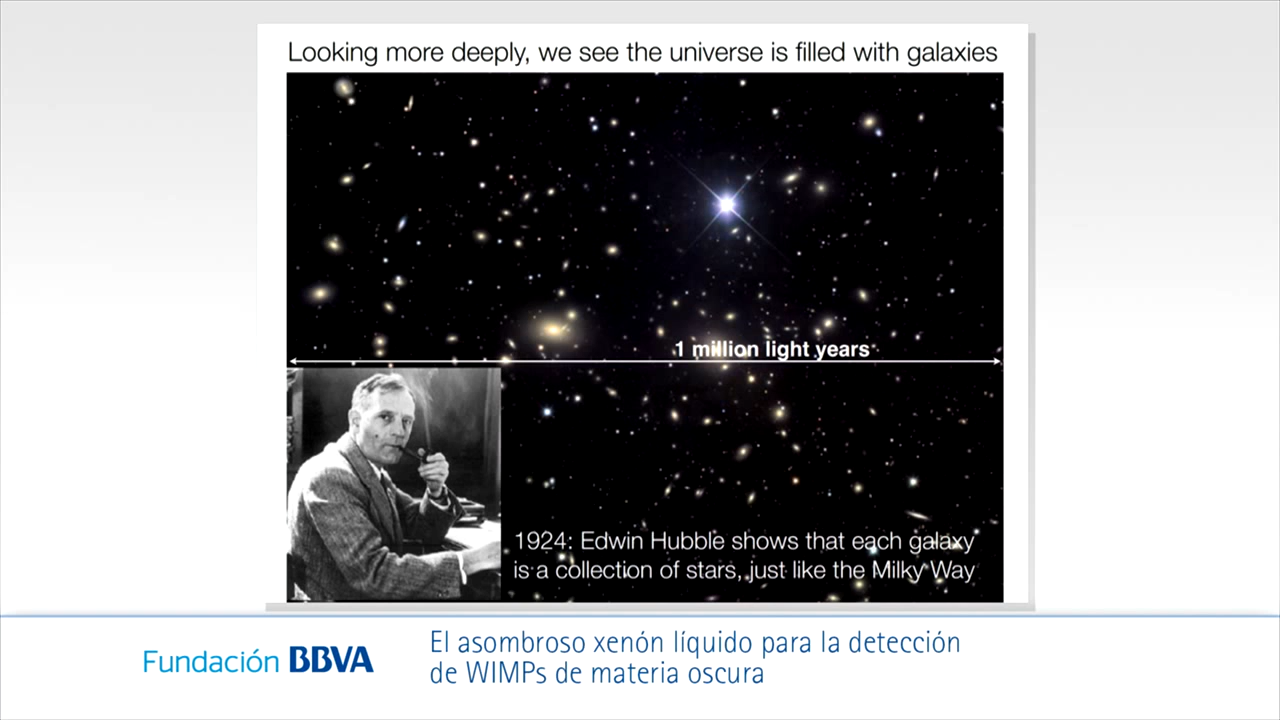 Looking more deeply, we see the universe is filled with galaxies
1 million light years
1924: Edwin Hubble shows that each galaxy
is a collection of stars, just like the Milky Way
Fundación BBVA
El asombroso xenón líquido para la detección
de WIMPs de materia oscura